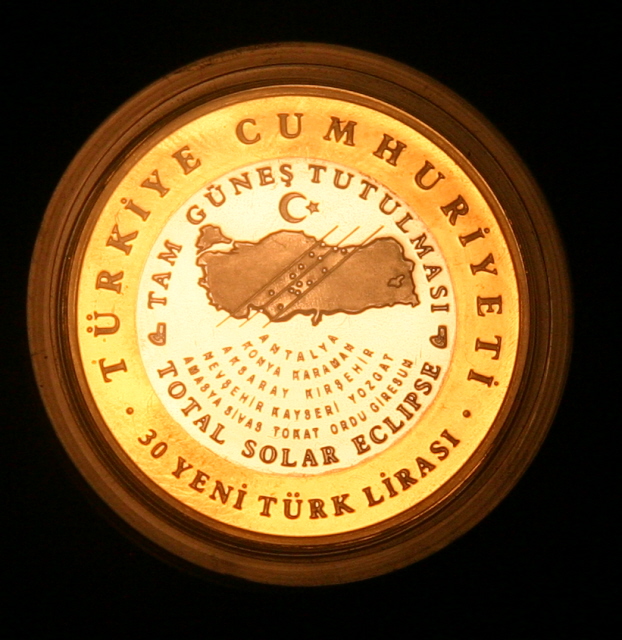 TÜRKİYE CUMHURİYETİ
TAM GÜNEŞ TUTULMASI
ANTALYA
KONYA KARAMAN
AKSARAY KIRŞEHİR
NEVŞEHİR KAYSERİ YOZGAT
AMASYA SİVAS TOKAT ORDU GİRESUN
TOTAL SOLAR ECLIPSE
30 YENİ TÜRK LİRASI